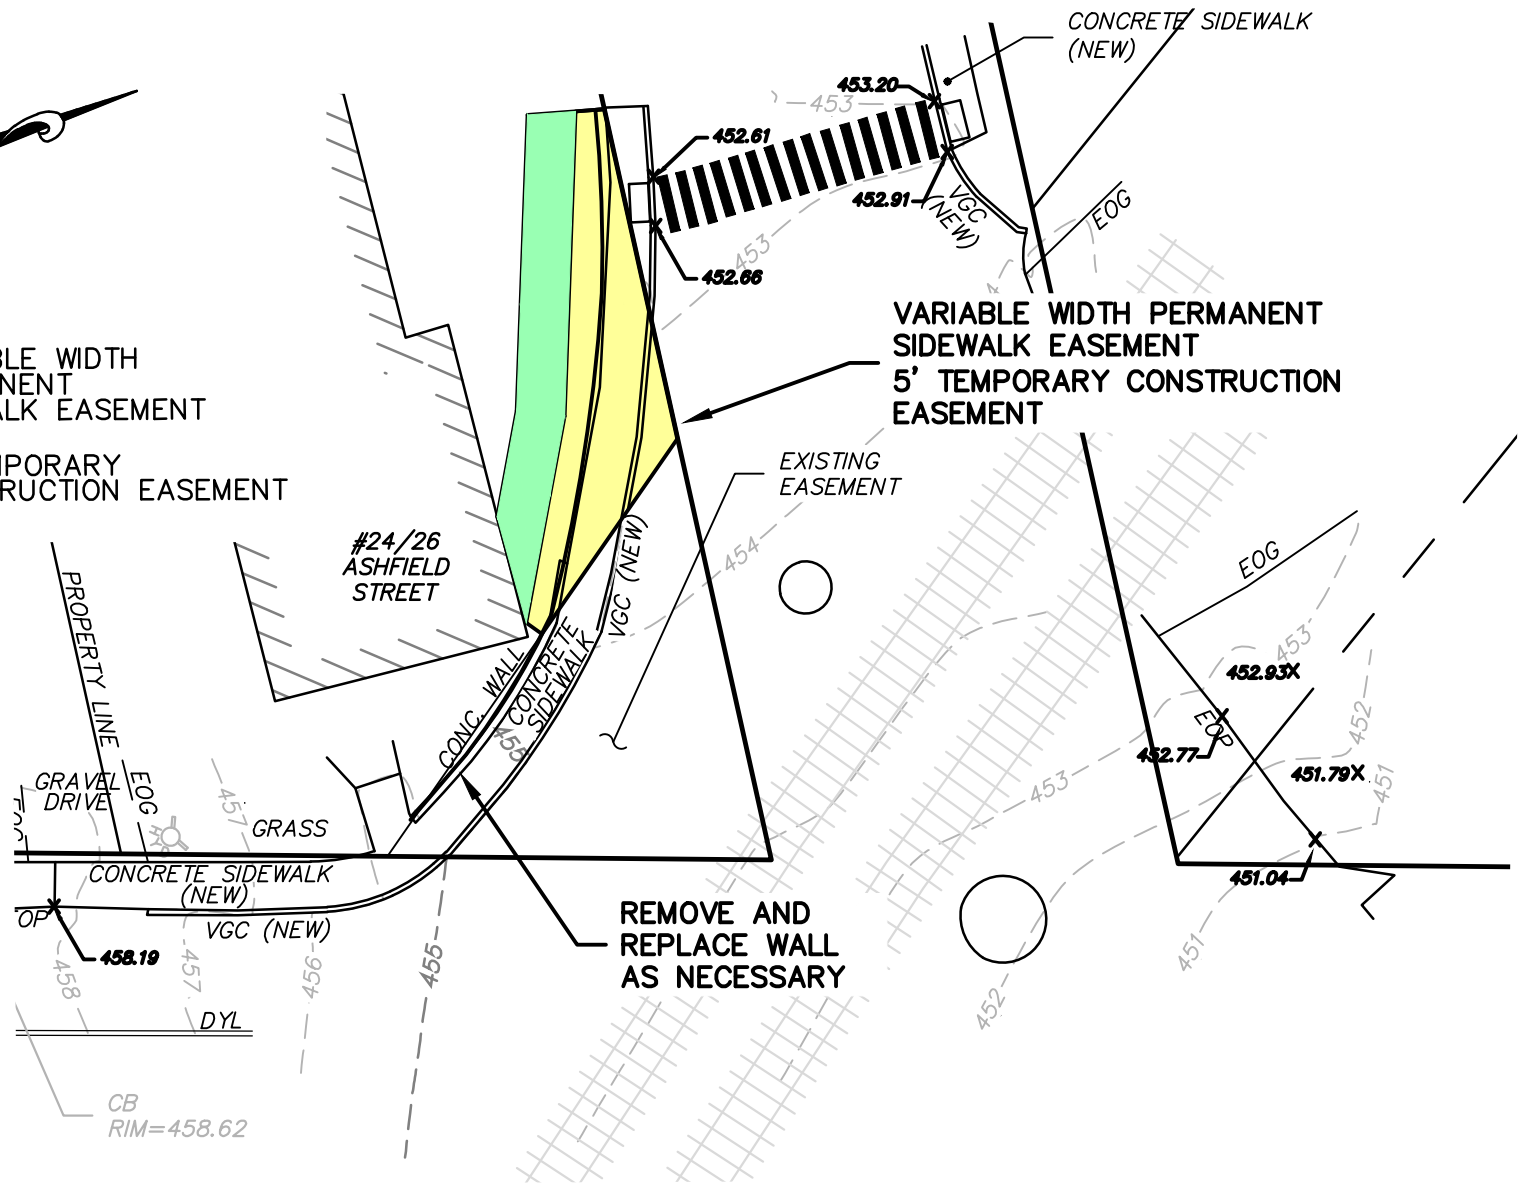 CONCRETE SIDEWALK
(NEW)
453.20
453
452.61
452.91
VGC
(NEW)
EOG
453
452.66
VARIABLE WIDTH PERMANENT
SIDEWALK EASEMENT
5' TEMPORARY CONSTRUCTION
EASEMENT
BLE WIDTH
NENT
ALK EASEMENT
MPORARY
RUCTION EASEMENT
EXISTING
EASEMENT
#24/26
ASHFIELD
STREET
454
VGC (NEW)
EOG
PROPERTY LINE
CONC. WALL
CONCRETE
SIDEWALK
455
453
452.93X
452
EOP
452.77
451.79X
451
453
GRAVEL
DRIVE
EOG
HYD
457
GRASS
CONCRETE SIDEWALK
(NEW)
OP
VGC (NEW)
458.19
451.04
REMOVE AND
REPLACE WALL
AS NECESSARY
458
457
456
455
451
452
DYL
CB
RIM=458.62